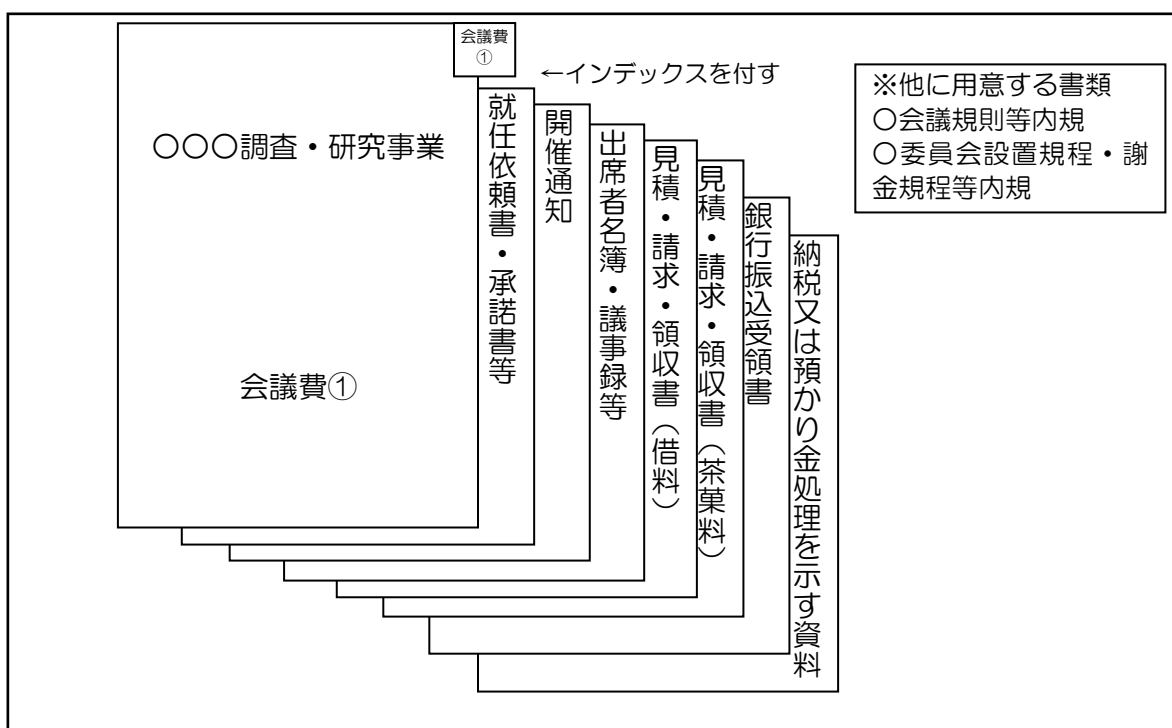 会議費
①
←インデックスを付す
〇〇〇調査・研究事業
会議費①
就任依頼書・承諾書等
開催通知
出席者名簿・議事録等
見積・請求・領収書（借料）
見積・請求・領収書（茶菓料）
銀行振込受領書
納税又は預かり金処理を示す資料
※他に用意する書類
〇会議規則等内規
〇委員会設置規程・謝
金規程等内規